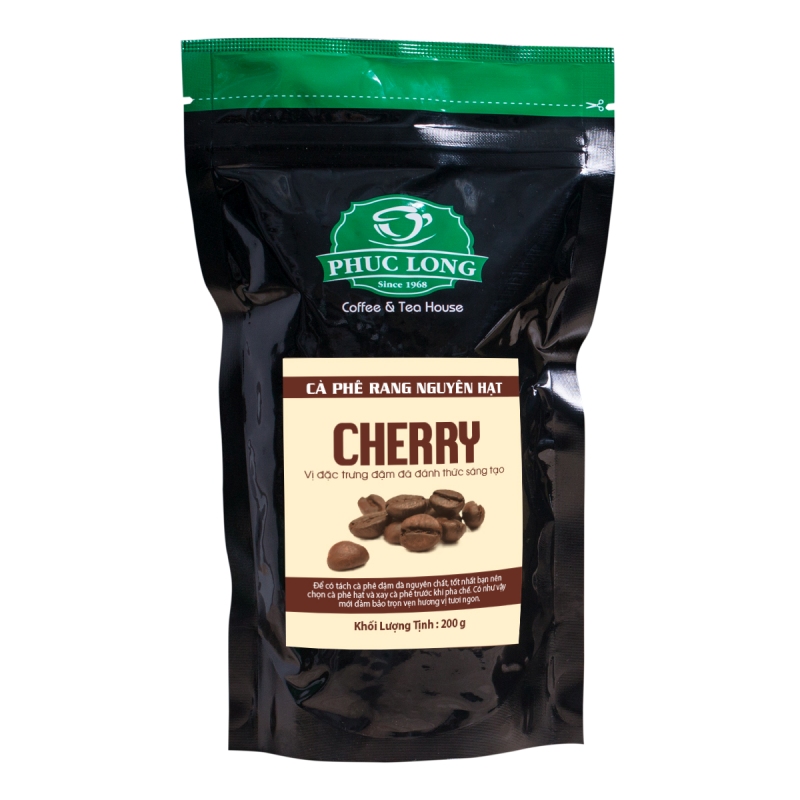 PHUC LONG
Since 1968
Coffee & Tea House
CÀ PHÊ RANG NGUYÊN HẠT
CHERRY
Vị đặc trưng đậm đà đánh thức sáng tạo
Để có tách cà phê đậm đà nguyên chất, tốt nhất bạn nên
chọn cà phê hạt và xay cà phê trước khi pha chế. Có như vậy
mới đảm bảo trọn vẹn hương vị tươi ngon.
Khối Lượng Tịnh : 200 g